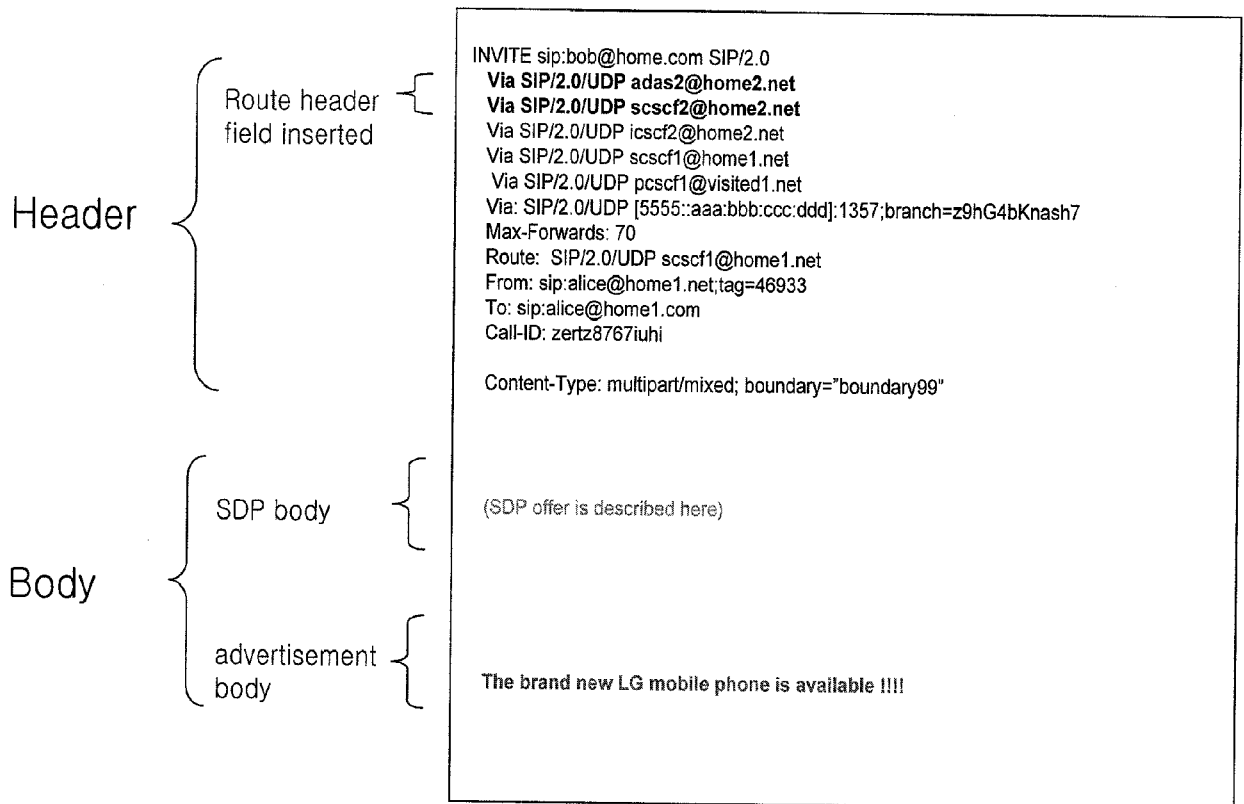 INVITE sip:bob@home.com SIP/2.0
Via SIP/2.0/UDP adas2@home2.net
Via SIP/2.0/UDP scscf2@home2.net
Route header
field inserted
Via SIP/2.0/UDP icscf2@home2.net
Via SIP/2.0/UDP scscf1@home1.net
Via SIP/2.0/UDP pcscf1@visited1.net
Header
Via: SIP/2.0/UDP [5555::aaa:bbb:ccc:ddd]:1357;branch=z9hG4bKnash7
Max-Forwards: 70
Route: SIP/2.0/UDP scscf1@home1.net
From: sip:alice@home1.net;tag=46933
To: sip:alice@home1.com
Call-ID: zertz8767iuhi
Content-Type: multipart/mixed; boundary="boundary99"
SDP body
(SDP offer is described here)
Body
advertisement
body
The brand new LG mobile phone is available !!!!